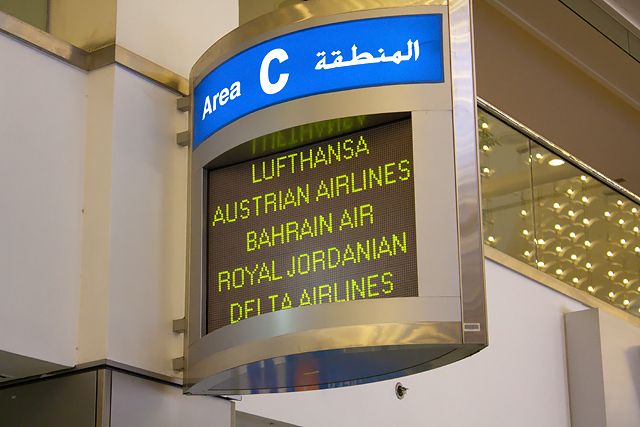 Area C المنطقة
LUFTHANSA
AUSTRIAN AIRLINES
BAHRAIN AIR
ROYAL JORDANIAN
DELTA AIRLINES